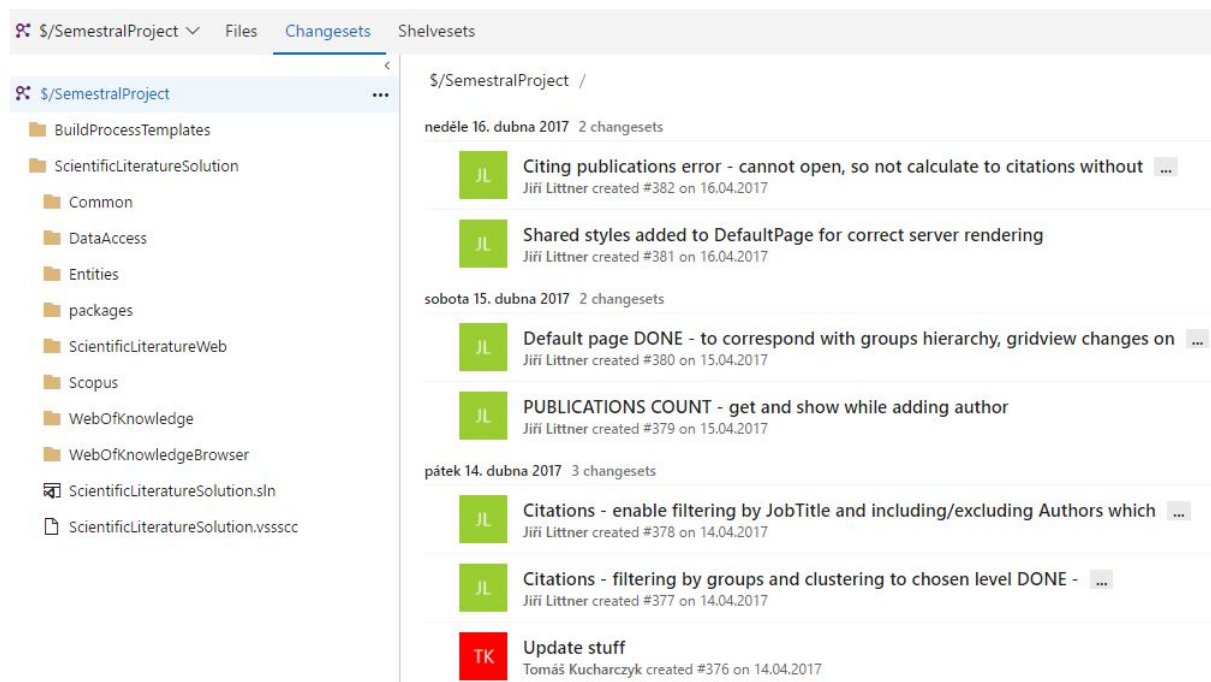 $/SemestralProject Files Changesets Shelvesets
$/SemestralProject ...
BuildProcessTemplates
ScientificLiteratureSolution
Common
DataAccess
Entities
packages
ScientificLiteratureWeb
Scopus
WebOfKnowledge
WebOfKnowledgeBrowser
ScientificLiteratureSolution.sln
ScientificLiteratureSolution.vssscc
$/SemestralProject /
neděle 16. dubna 2017 2 changesets
JL
Citing publications error - cannot open, so not calculate to citations without ...
Jiří Littner created #382 on 16.04.2017
JL
Shared styles added to DefaultPage for correct server rendering
Jiří Littner created #381 on 16.04.2017
sobota 15. dubna 2017 2 changesets
JL
Default page DONE - to correspond with groups hierarchy, gridview changes on ...
Jiří Littner created #380 on 15.04.2017
JL
PUBLICATIONS COUNT - get and show while adding author
Jiří Littner created #379 on 15.04.2017
pátek 14. dubna 2017 3 changesets
JL
Citations - enable filtering by JobTitle and including/excluding Authors which ...
Jiří Littner created #378 on 14.04.2017
JL
Citations - filtering by groups and clustering to chosen level DONE - ...
Jiří Littner created #377 on 14.04.2017
TK
Update stuff
Tomáš Kucharczyk created #376 on 14.04.2017